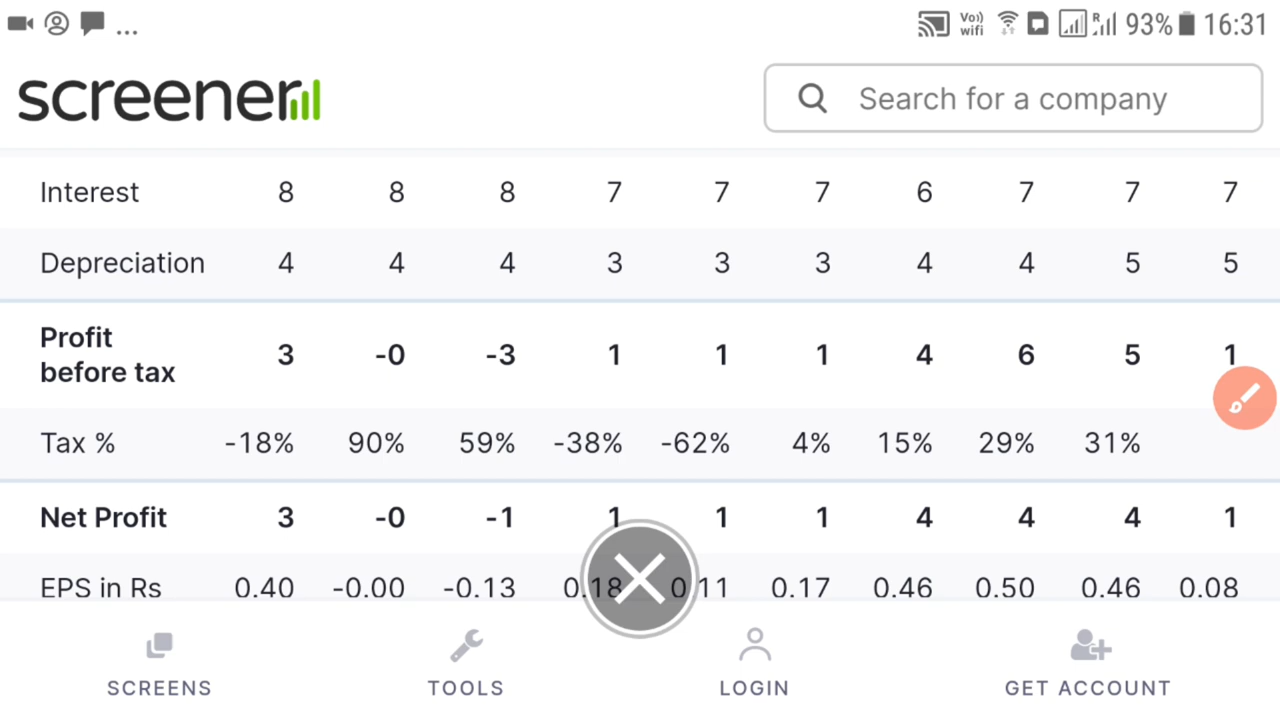 ... Vo)) wifi R 93% 16:31
screener Search for a company
Interest 8 8 8 7 7 7 6 7 7 7
Depreciation 4 4 4 3 3 3 4 4 5 5
Profit
before tax 3 -0 -3 1 1 1 4 6 5 1
Tax % -18% 90% 59% -38% -62% 4% 15% 29% 31%
Net Profit 3 -0 -1 1 1 1 4 4 4 1
EPS in Rs 0.40 -0.00 -0.13 0.18 0.11 0.17 0.46 0.50 0.46 0.08
SCREENS TOOLS LOGIN GET ACCOUNT